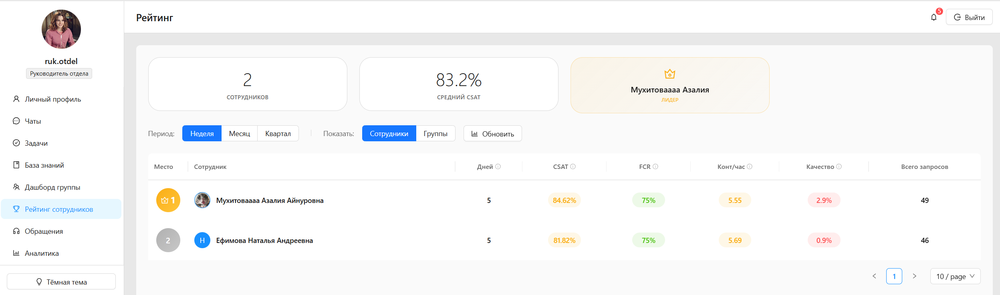 ruk.otdel
Руководитель отдела
Личный профиль
Чаты
Задачи
База знаний
Дашборд группы
Рейтинг сотрудников
Обращения
Аналитика
Тёмная тема
Рейтинг
5
Выйти
2
СОТРУДНИКОВ
83.2%
СРЕДНИЙ CSAT
Мухитоваааа Азалия
ЛИДЕР
Период: Неделя Месяц Квартал Показать: Сотрудники Группы Обновить
Место Сотрудник Дней CSAT FCR Конт/час Качество Всего запросов
1 Мухитоваааа Азалия Айнуровна 5 84.62% 75% 5.55 2.9% 49
2 Н Ефимова Наталья Андреевна 5 81.82% 75% 5.69 0.9% 46
1 10 / page